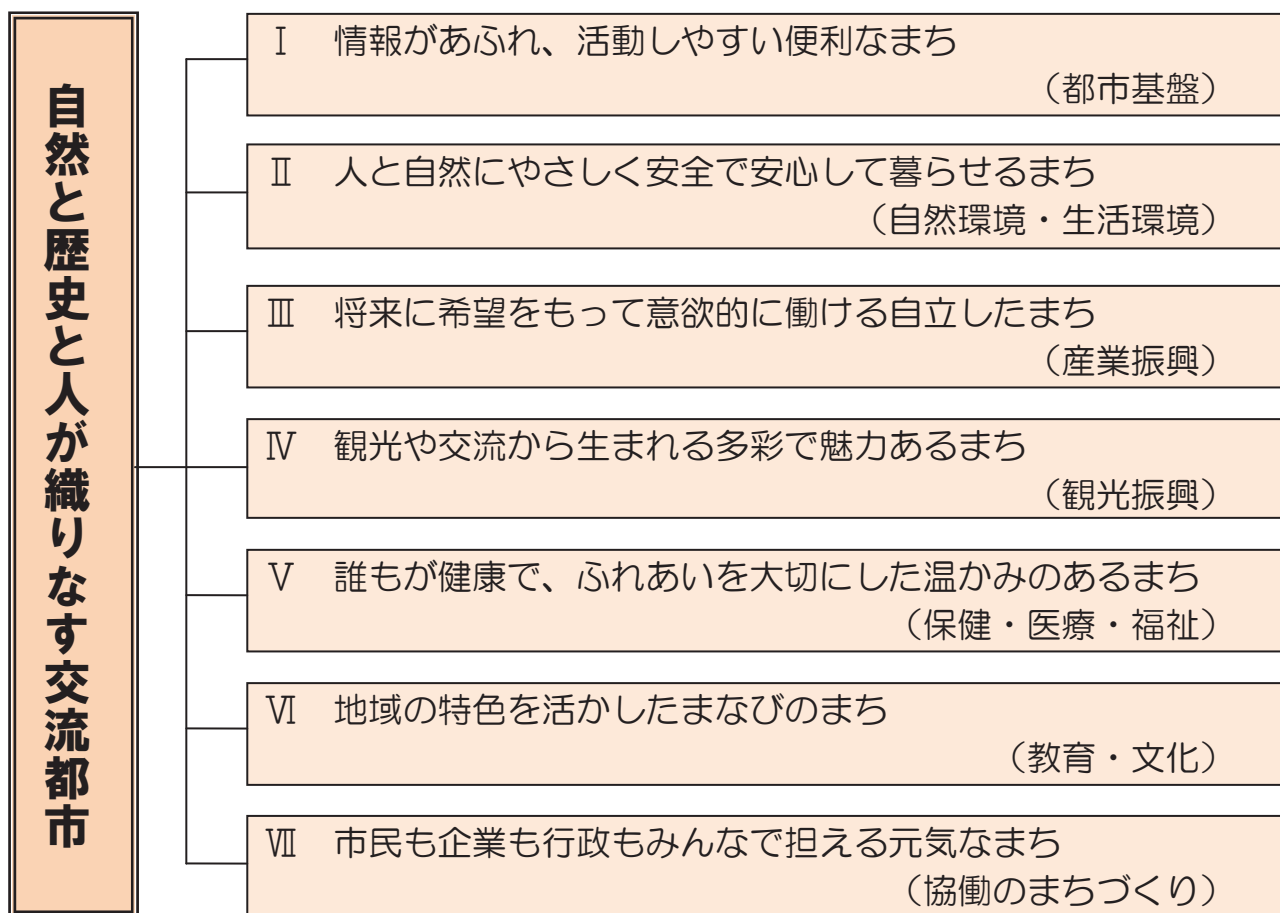 自然と歴史と人が織りなす交流都市
Ⅰ 情報があふれ、活動しやすい便利なまち
（都市基盤）
Ⅱ 人と自然にやさしく安全で安心して暮らせるまち
（自然環境・生活環境）
Ⅲ 将来に希望をもって意欲的に働ける自立したまち
（産業振興）
Ⅳ 観光や交流から生まれる多彩で魅力あるまち
（観光振興）
Ⅴ 誰もが健康で、ふれあいを大切にした温かみのあるまち
（保健・医療・福祉）
Ⅵ 地域の特色を活かしたまなびのまち
（教育・文化）
Ⅶ 市民も企業も行政もみんなで担える元気なまち
（協働のまちづくり）